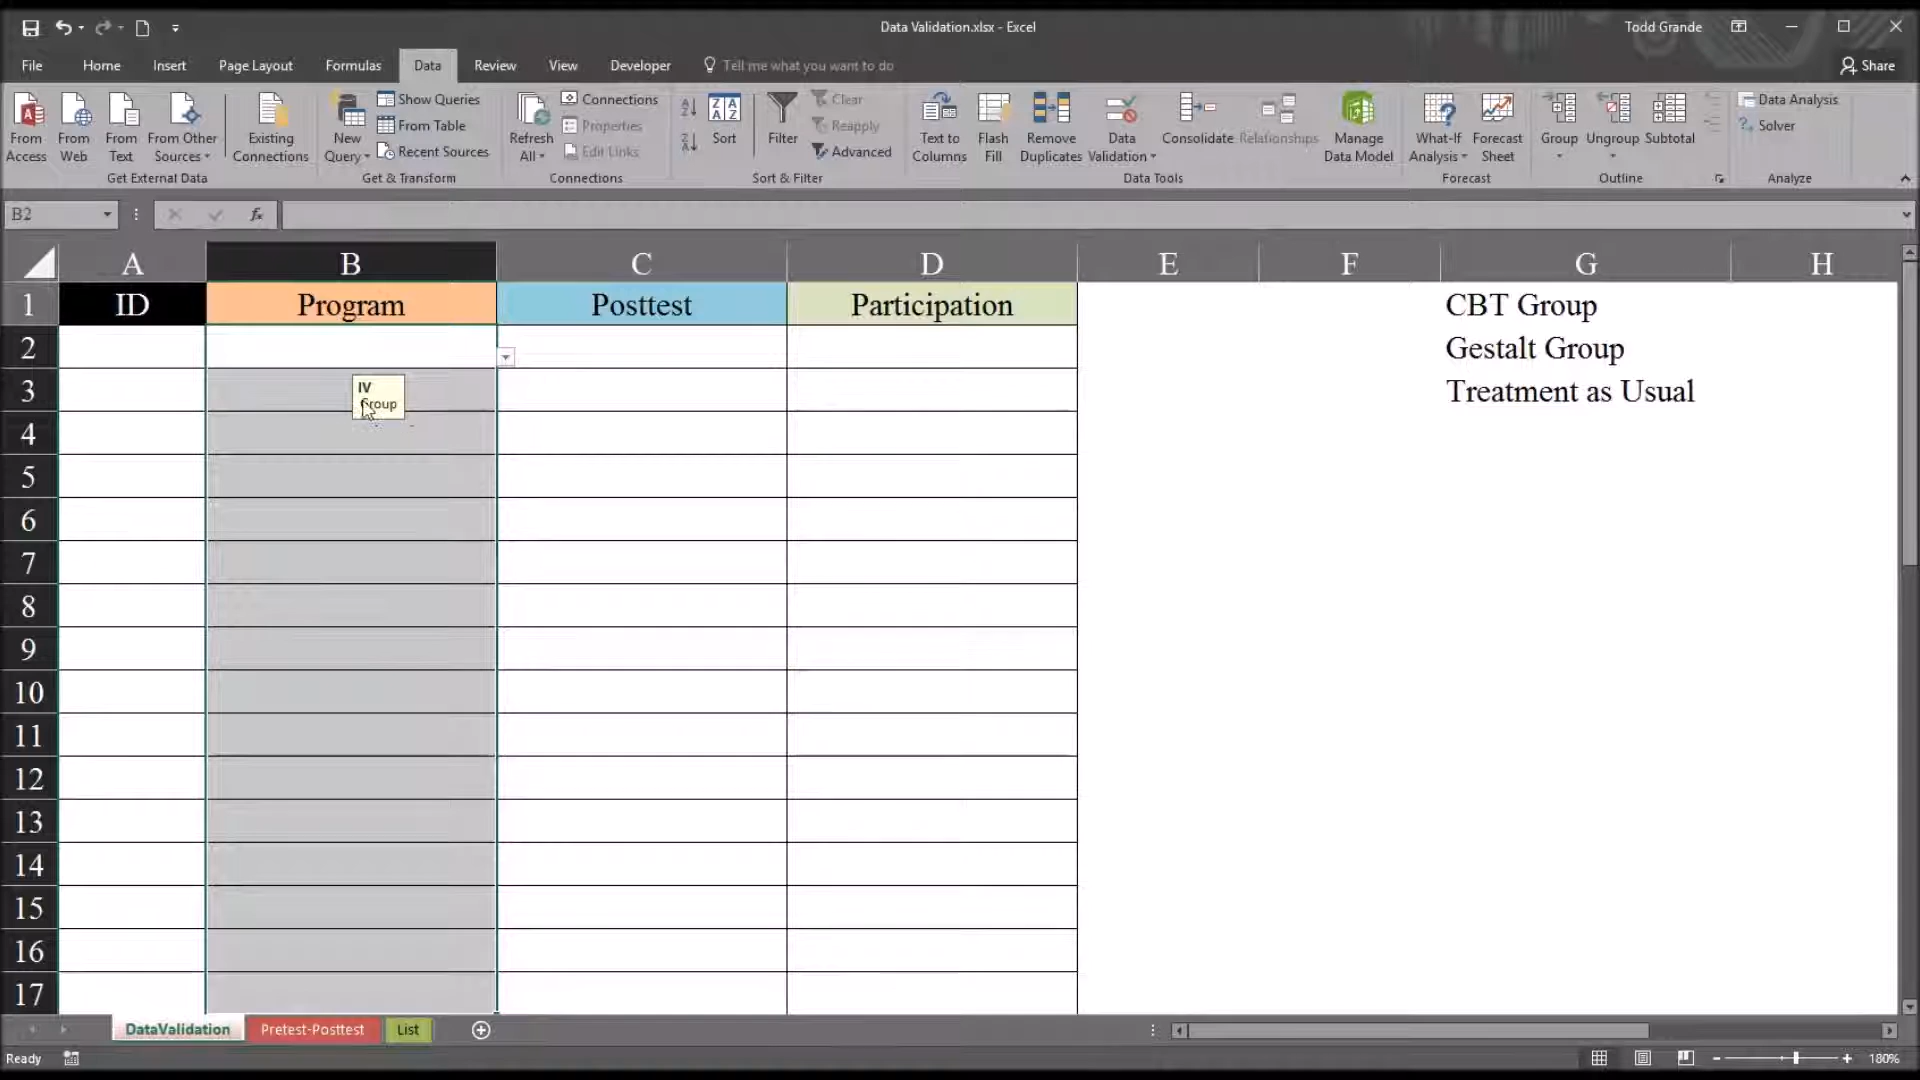 Data Validation.xlsx - Excel
Todd Grande
File Home Insert Page Layout Formulas Data Review View Developer Tell me what you want to do Share
From Access
From Web
From Text
From Other Sources
Get External Data
Existing Connections
New Query
Show Queries
From Table
Recent Sources
Get & Transform
Refresh All
Connections
Properties
Edit Links
Connections
Sort
Filter
Clear
Reapply
Advanced
Sort & Filter
Text to Columns
Flash Fill
Remove Duplicates
Data Validation
Consolidate
Relationships
Manage Data Model
Data Tools
What-If Analysis
Forecast Sheet
Forecast
Group
Ungroup
Subtotal
Outline
Data Analysis
Solver
Analyze
B2
fx
A B C D E F G H
1 ID Program Posttest Participation CBT Group
2 Gestalt Group
3 IV Treatment as Usual
Group
4
5
6
7
8
9
10
11
12
13
14
15
16
17
DataValidation Pretest-Posttest List
Ready
180%